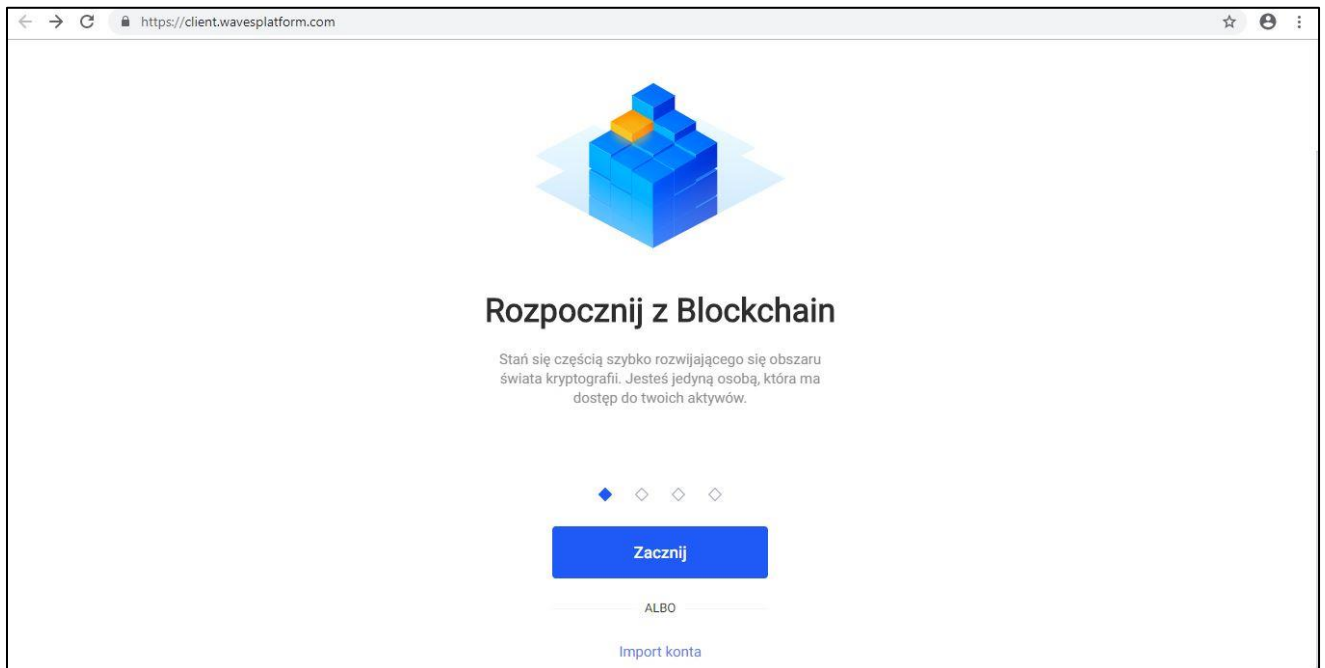 https://client.wavesplatform.com
Rozpocznij z Blockchain
Stań się częścią szybko rozwijającego się obszaru
świata kryptografii. Jesteś jedyną osobą, która ma
dostęp do twoich aktywów.
Zacznij
ALBO
Import konta